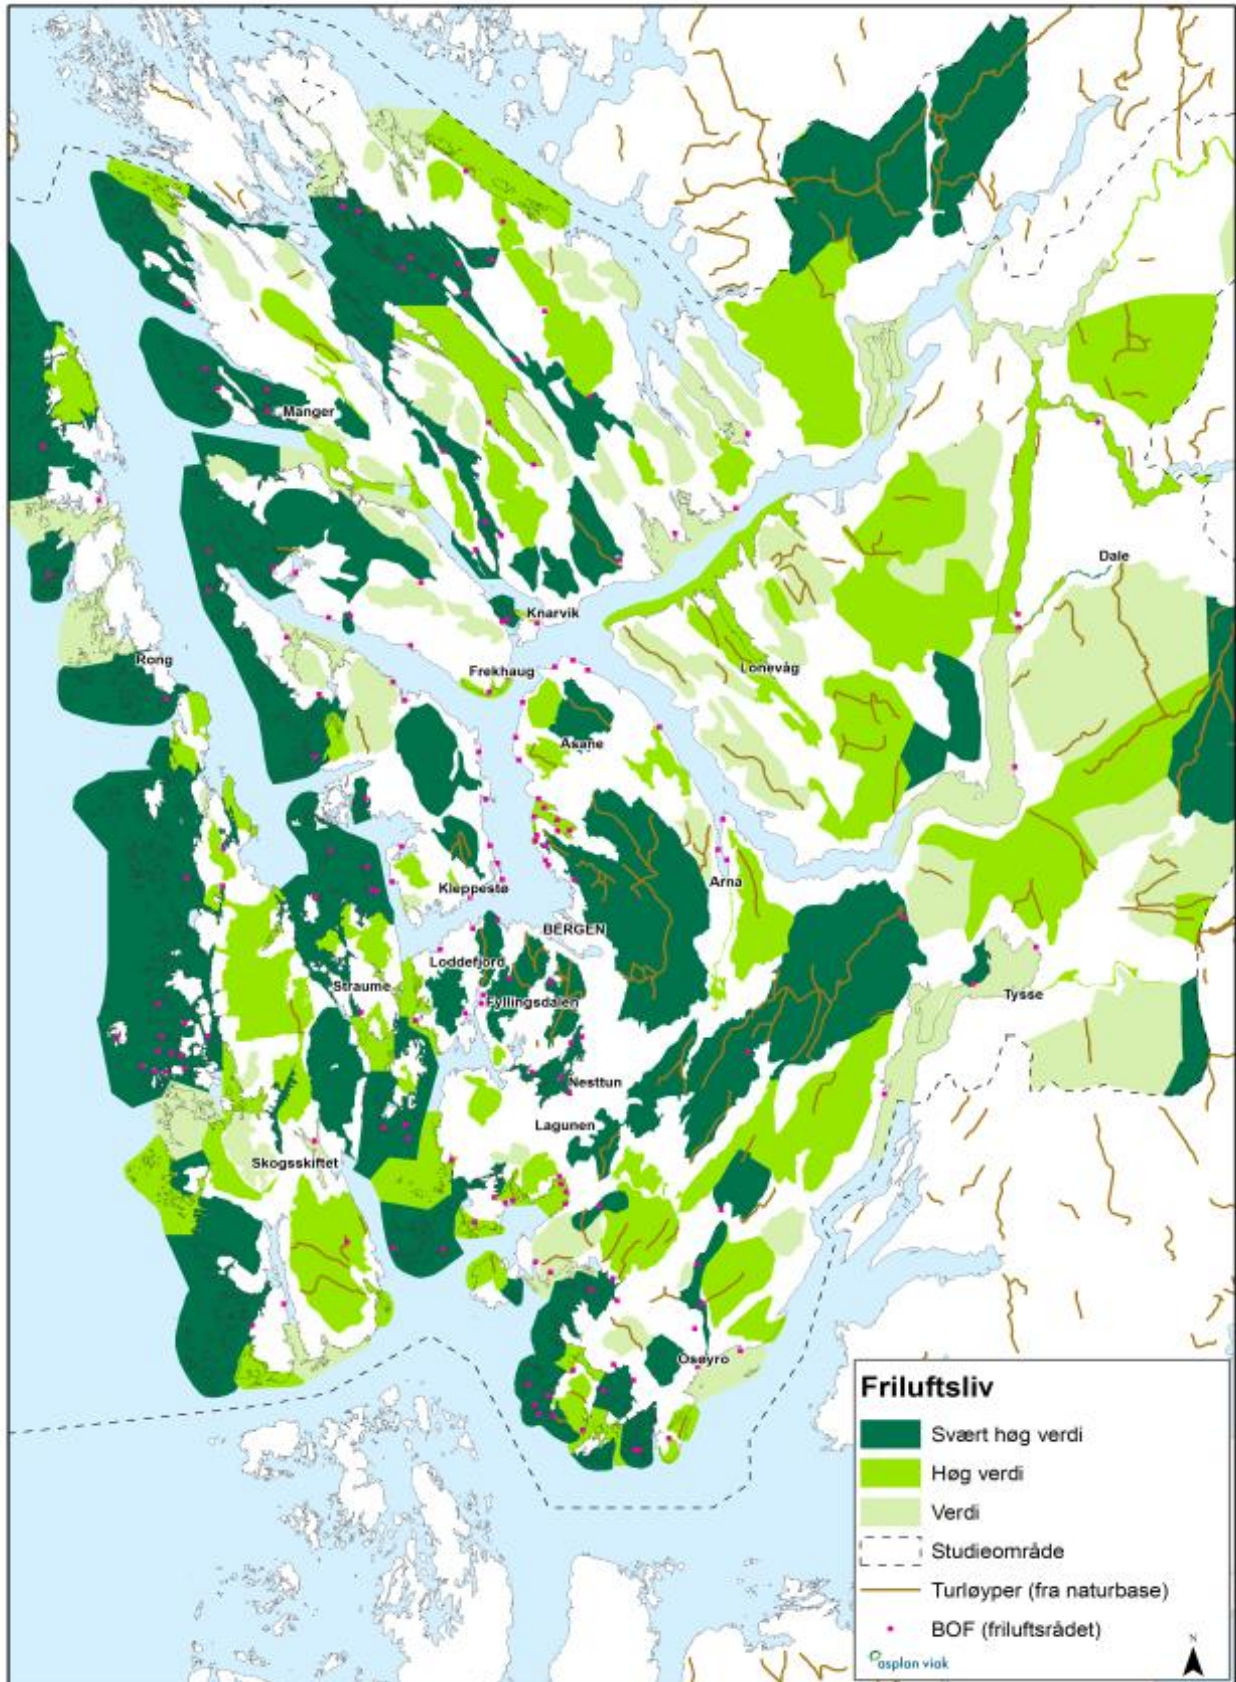 Manger
Knarvik
Dale
Rong
Frekhaug
Lonevåg
Åsane
Kleppestø
Arna
BERGEN
Loddefjord
Straume
Fyllingsdalen
Tysse
Nesttun
Lagunen
Skogsskiftet
Osøyro
Friluftsliv
Svært høg verdi
Høg verdi
Verdi
Studieområde
Turløyper (fra naturbase)
BOF (friluftsrådet)
asplan viak
N